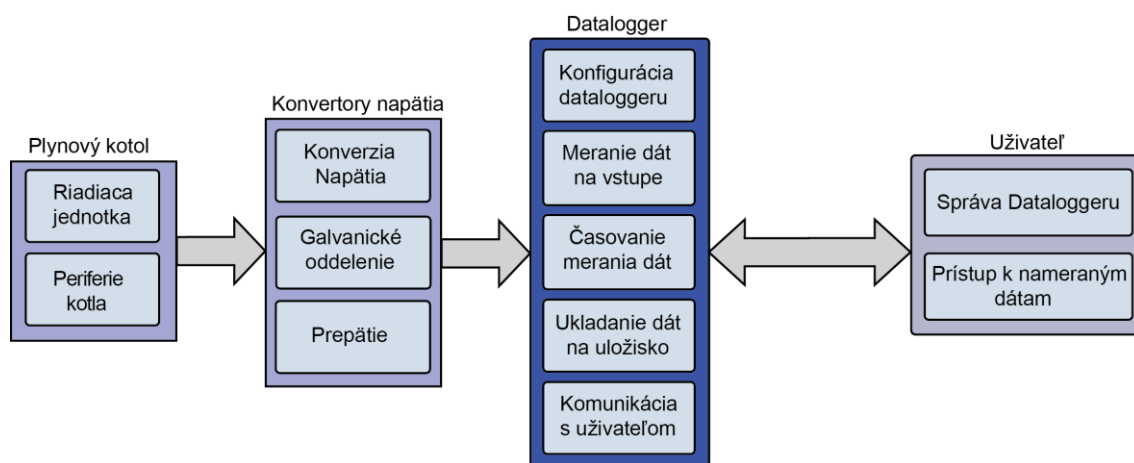 Plynový kotol
Riadiaca
jednotka
Periferie
kotla
Konvertory napätia
Konverzia
Napätia
Galvanické
oddelenie
Prepätie
Datalogger
Konfigurácia
dataloggeru
Meranie dát
na vstupe
Časovanie
merania dát
Ukladanie dát
na uložisko
Komunikácia
s uživateľom
Uživateľ
Správa Dataloggeru
Prístup k nameraným
dátam